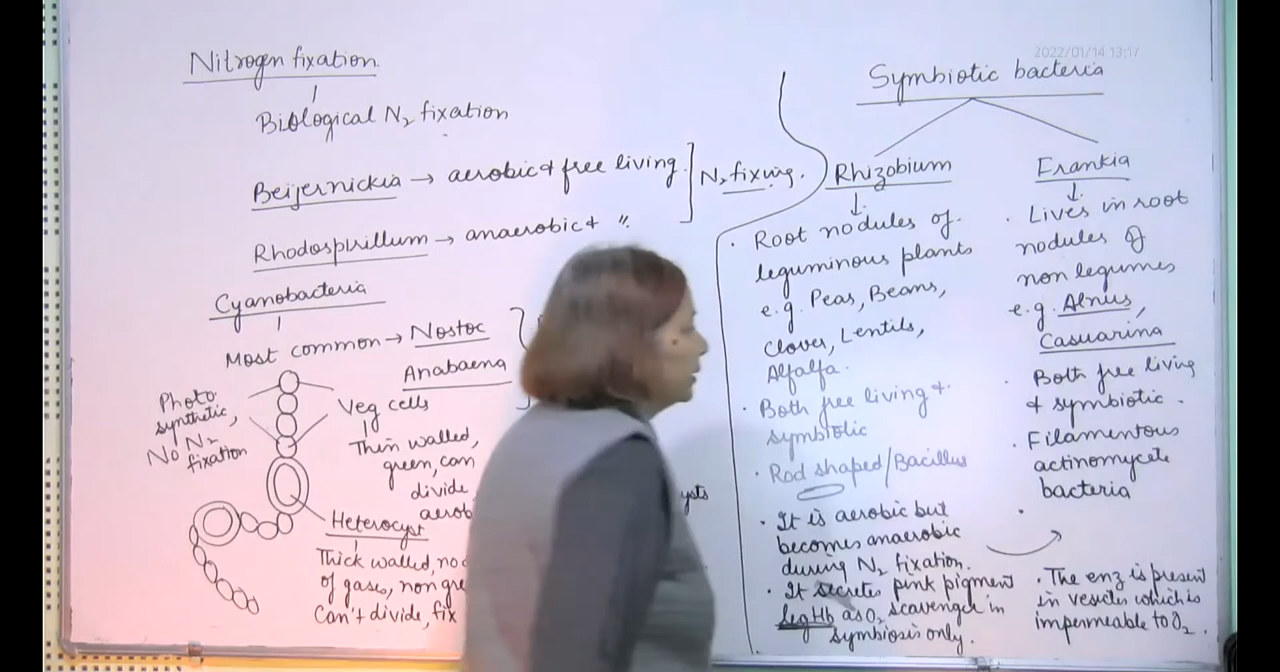 2022/01/14 13:17
Nitrogen fixation
Biological N₂ fixation
Beijernickia → aerobic & free living
Rhodospirillum → anaerobic & "
] N₂ fixing.
Cyanobacteria
Most common → Nostoc
Anabaena
Photo
synthetic,
No N₂
fixation
Veg cells
Thin walled,
green, can
divide
aerob
Heterocyst
Thick walled, no
of gases, non gre
Can't divide, fix
ysts
Symbiotic bacteria
Rhizobium
· Root nodules of
leguminous plants
e.g. Peas, Beans,
Clover, Lentils,
Alfalfa.
· Both free living &
symbiotic
· Rod shaped/Bacillus
· It is aerobic but
becomes anaerobic
during N₂ fixation.
· It secretes pink pigment
legHb as O₂ scavenger in
symbiosis only.
Frankia
· Lives in root
nodules of
non legumes
e.g. Alnus,
Casuarina
· Both free living
& symbiotic.
· Filamentous
actinomycete
bacteria
· The enz is present
in vesicles which is
impermeable to O₂.